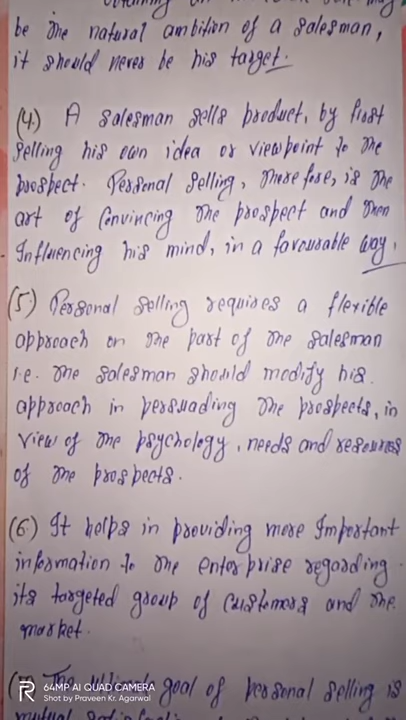 be the natural ambition of a salesman,
it should never be his target.
(4.) A salesman sells product, by first
selling his own idea or viewpoint to the
prospect. Personal selling, therefore, is the
art of Convincing the prospect and then
Influencing his mind, in a favourable way.
(5) Personal selling requires a flexible
approach on the part of the salesman
i.e. the salesman should modify his
approach in persuading the prospects, in
view of the psychology, needs and resources
of the prospects.
(6) It helps in providing more Important
information to the enterprise regarding
its targeted group of Customers and the
market.
The goal of personal selling is
64MP AI QUAD CAMERA
Shot by Praveen Kr. Agarwal